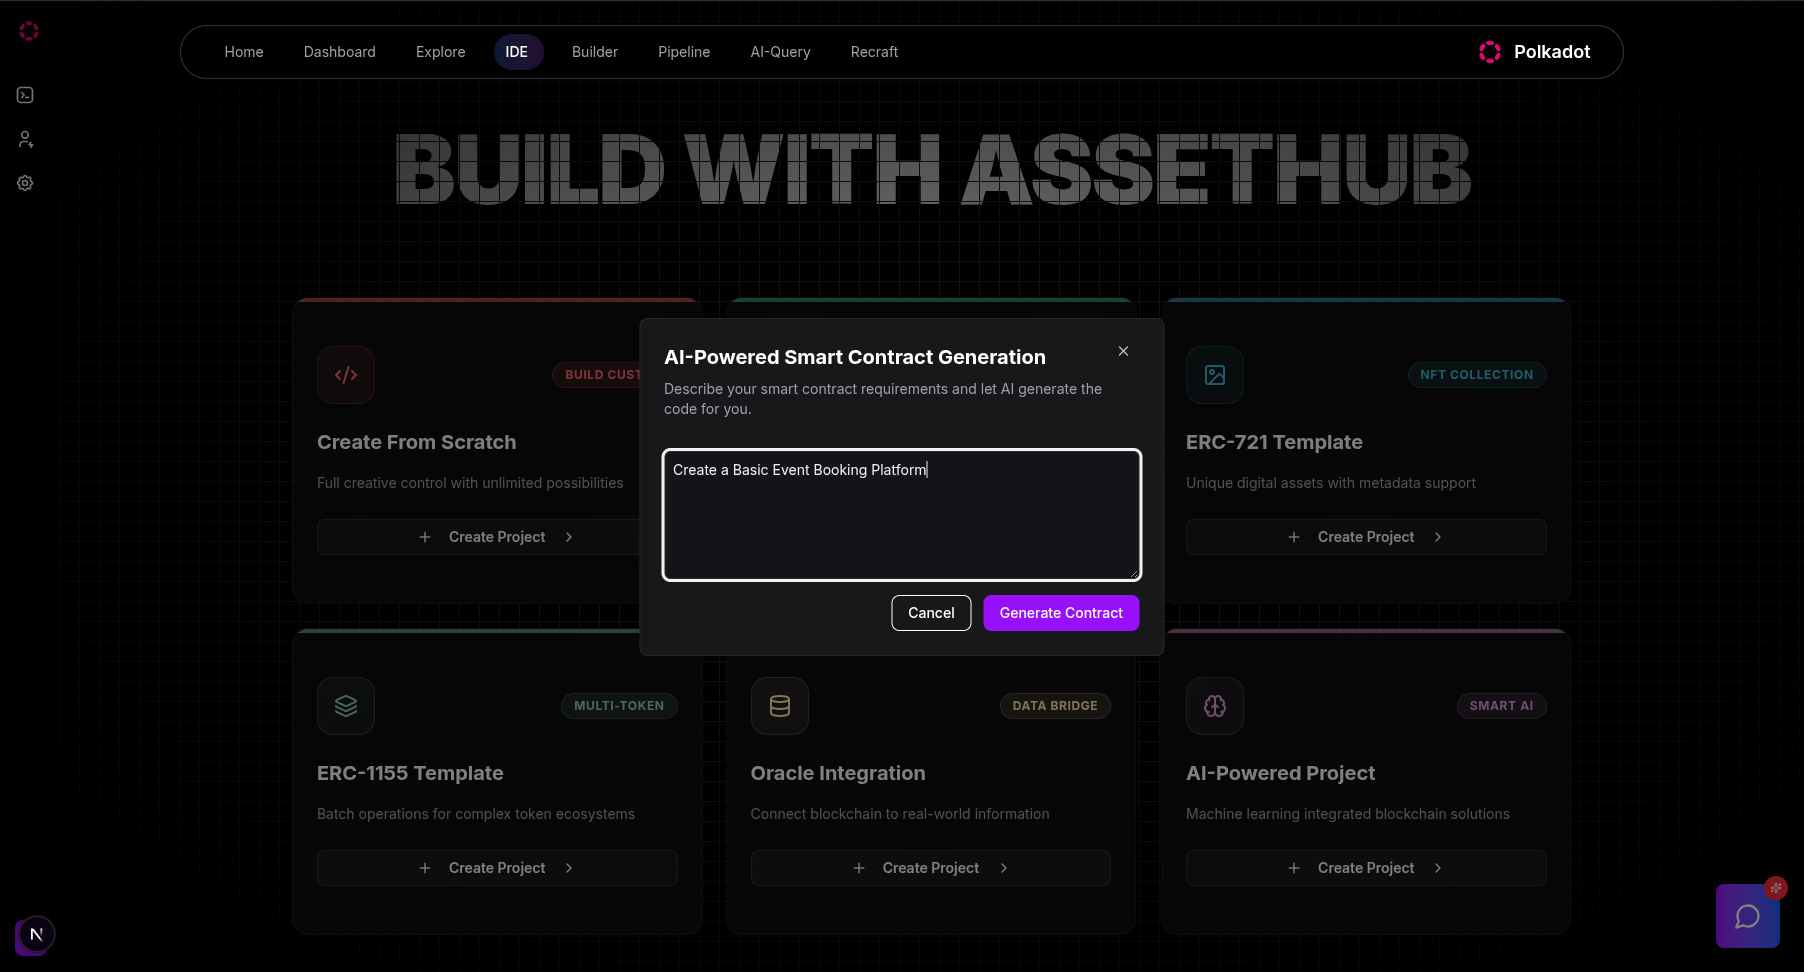 Home
Dashboard
Explore
IDE
Builder
Pipeline
AI-Query
Recraft
Polkadot
BUILD WITH ASSETHUB
AI-Powered Smart Contract Generation
Describe your smart contract requirements and let AI generate the
code for you.
Create a Basic Event Booking Platform
Cancel
Generate Contract
BUILD CUST
Create From Scratch
Full creative control with unlimited possibilities
Create Project
NFT COLLECTION
ERC-721 Template
Unique digital assets with metadata support
Create Project
MULTI-TOKEN
ERC-1155 Template
Batch operations for complex token ecosystems
Create Project
DATA BRIDGE
Oracle Integration
Connect blockchain to real-world information
Create Project
SMART AI
AI-Powered Project
Machine learning integrated blockchain solutions
Create Project
N